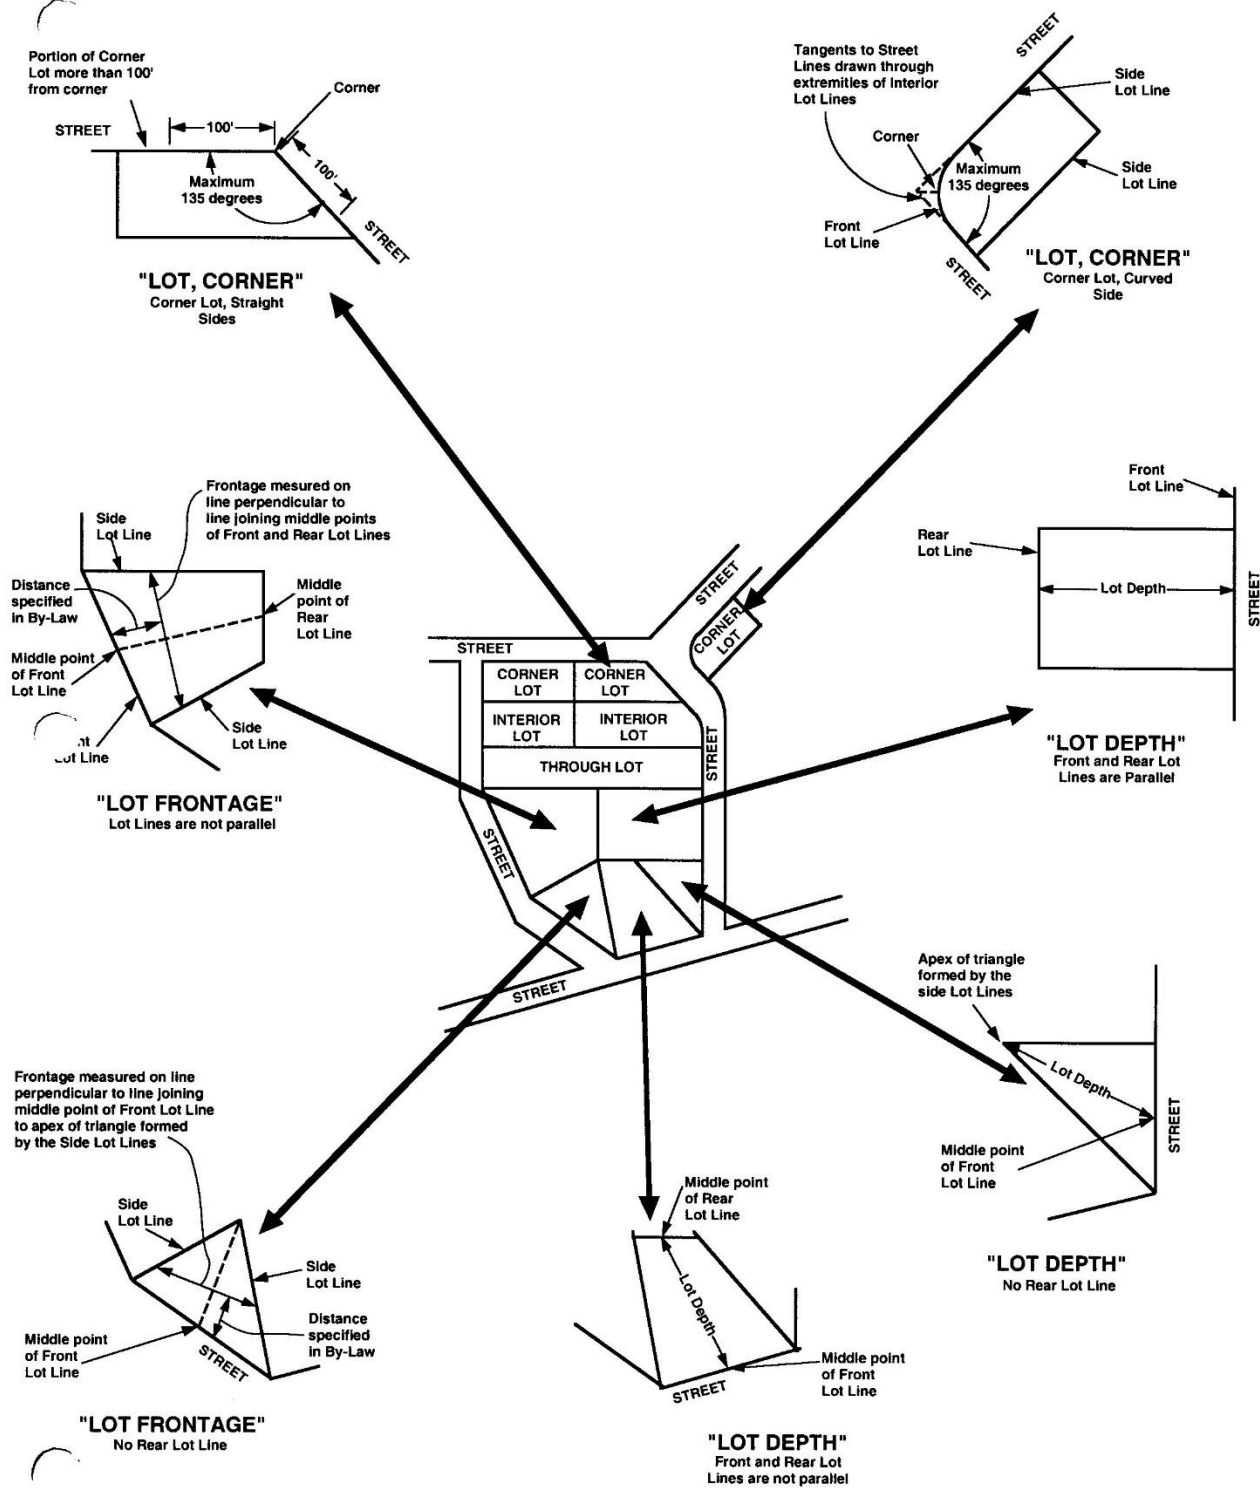 Portion of Corner
Lot more than 100'
from corner
Corner
STREET
100'
100'
Maximum
135 degrees
STREET
"LOT, CORNER"
Corner Lot, Straight
Sides
Tangents to Street
Lines drawn through
extremities of Interior
Lot Lines
STREET
Side
Lot Line
Corner
Maximum
135 degrees
Side
Lot Line
Front
Lot Line
STREET
"LOT, CORNER"
Corner Lot, Curved
Side
Frontage mesured on
line perpendicular to
line joining middle points
of Front and Rear Lot Lines
Side
Lot Line
Distance
specified
in By-Law
Middle
point of
Rear
Lot Line
Middle point
of Front
Lot Line
Side
Lot Line
Lot Line
"LOT FRONTAGE"
Lot Lines are not parallel
Front
Lot Line
Rear
Lot Line
Lot Depth
STREET
"LOT DEPTH"
Front and Rear Lot
Lines are Parallel
STREET
STREET
CORNER
LOT
CORNER
LOT
CORNER
LOT
INTERIOR
LOT
INTERIOR
LOT
STREET
THROUGH LOT
STREET
STREET
Apex of triangle
formed by the
side Lot Lines
Lot Depth
STREET
Middle point
of Front
Lot Line
"LOT DEPTH"
No Rear Lot Line
Frontage measured on line
perpendicular to line joining
middle point of Front Lot Line
to apex of triangle formed
by the Side Lot Lines
Side
Lot Line
Side
Lot Line
Distance
specified
in By-Law
Middle point
of Front
Lot Line
STREET
"LOT FRONTAGE"
No Rear Lot Line
Middle point
of Rear
Lot Line
Lot Depth
Middle point
of Front
Lot Line
STREET
"LOT DEPTH"
Front and Rear Lot
Lines are not parallel